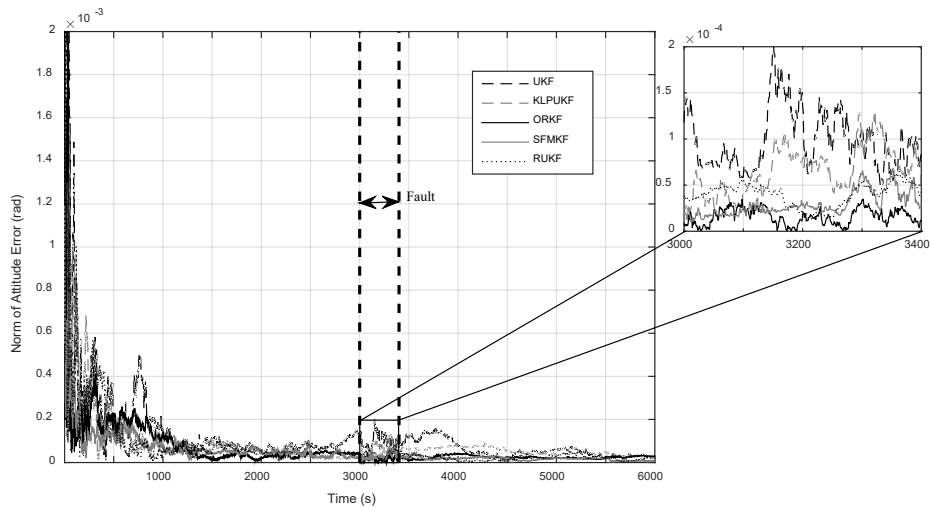 × 10 -3
2
1.8
1.6
1.4
1.2
1
0.8
0.6
0.4
0.2
0
Norm of Attitude Error (rad)
1000
2000
3000
4000
5000
6000
Time (s)
UKF
KLPUKF
ORKF
SFMKF
RUKF
Fault
× 10 -4
2
1.5
1
0.5
0
3000
3200
3400